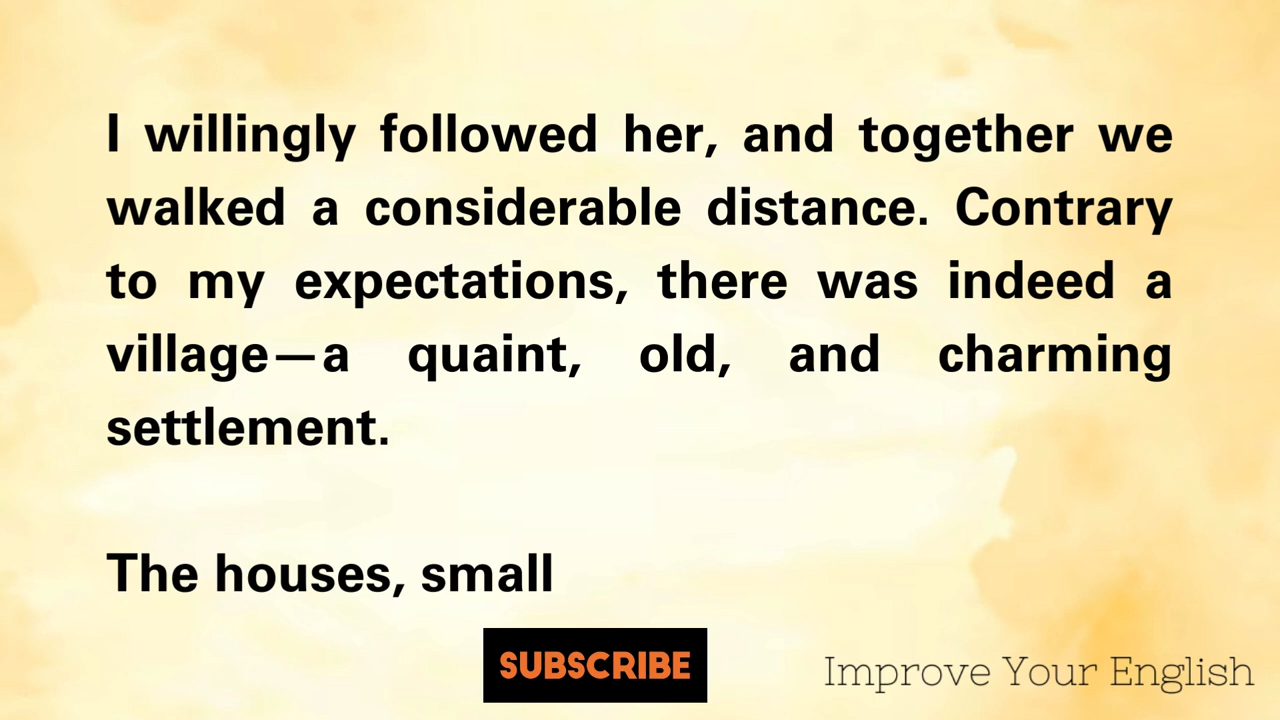 I willingly followed her, and together we
walked a considerable distance. Contrary
to my expectations, there was indeed a
village—a quaint, old, and charming
settlement.
The houses, small
SUBSCRIBE
Improve Your English